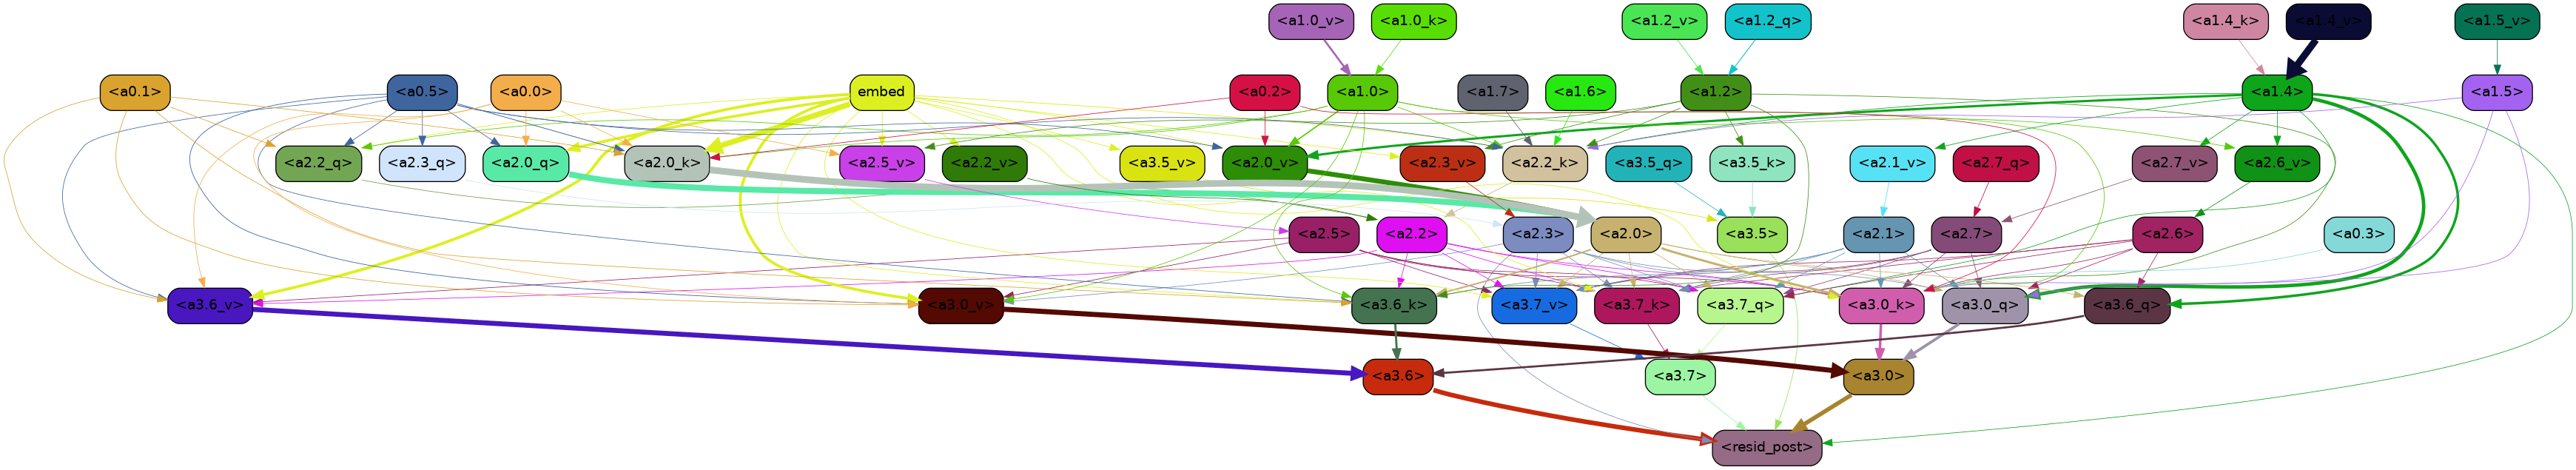 <a1.0_v> <a1.0_k> <a1.2_v> <a1.2_q> <a1.4_k> <a1.4_v> <a1.5_v>
<a0.1> <a0.5> <a0.0> embed <a0.2> <a1.0> <a1.7> <a1.6> <a1.2> <a1.4> <a1.5>
<a2.2_q> <a2.3_q> <a2.0_q> <a2.0_k> <a2.5_v> <a2.2_v> <a3.5_v> <a2.3_v> <a2.0_v> <a2.2_k> <a3.5_q> <a3.5_k> <a2.1_v> <a2.7_q> <a2.7_v> <a2.6_v>
<a2.5> <a2.2> <a2.3> <a2.0> <a3.5> <a2.1> <a2.7> <a2.6> <a0.3>
<a3.6_v> <a3.0_v> <a3.6_k> <a3.7_v> <a3.7_k> <a3.7_q> <a3.0_k> <a3.0_q> <a3.6_q>
<a3.6> <a3.7> <a3.0>
<resid_post>